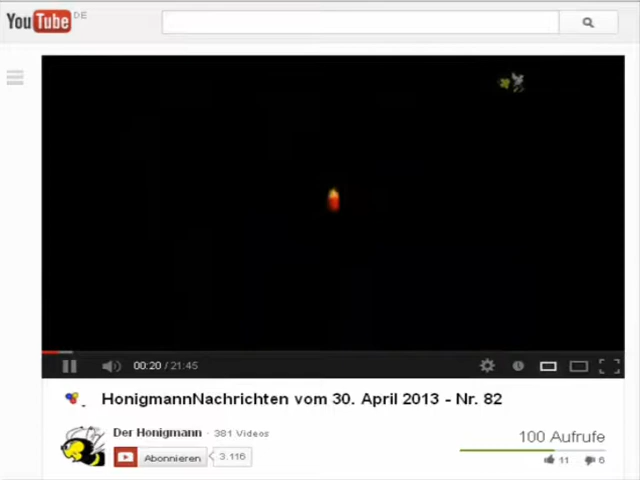 YouTube DE
00:20 / 21:45
HonigmannNachrichten vom 30. April 2013 - Nr. 82
Der Honigmann · 381 Videos
100 Aufrufe
Abonnieren 3.116
11 6